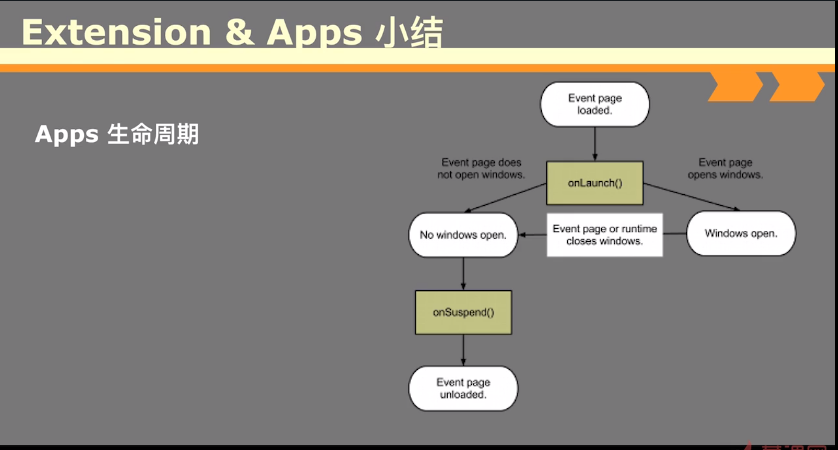 Extension & Apps 小结
Apps 生命周期
Event page
loaded.
Event page does
not open windows.
onLaunch()
Event page
opens windows.
No windows open.
Event page or runtime
closes windows.
Windows open.
onSuspend()
Event page
unloaded.